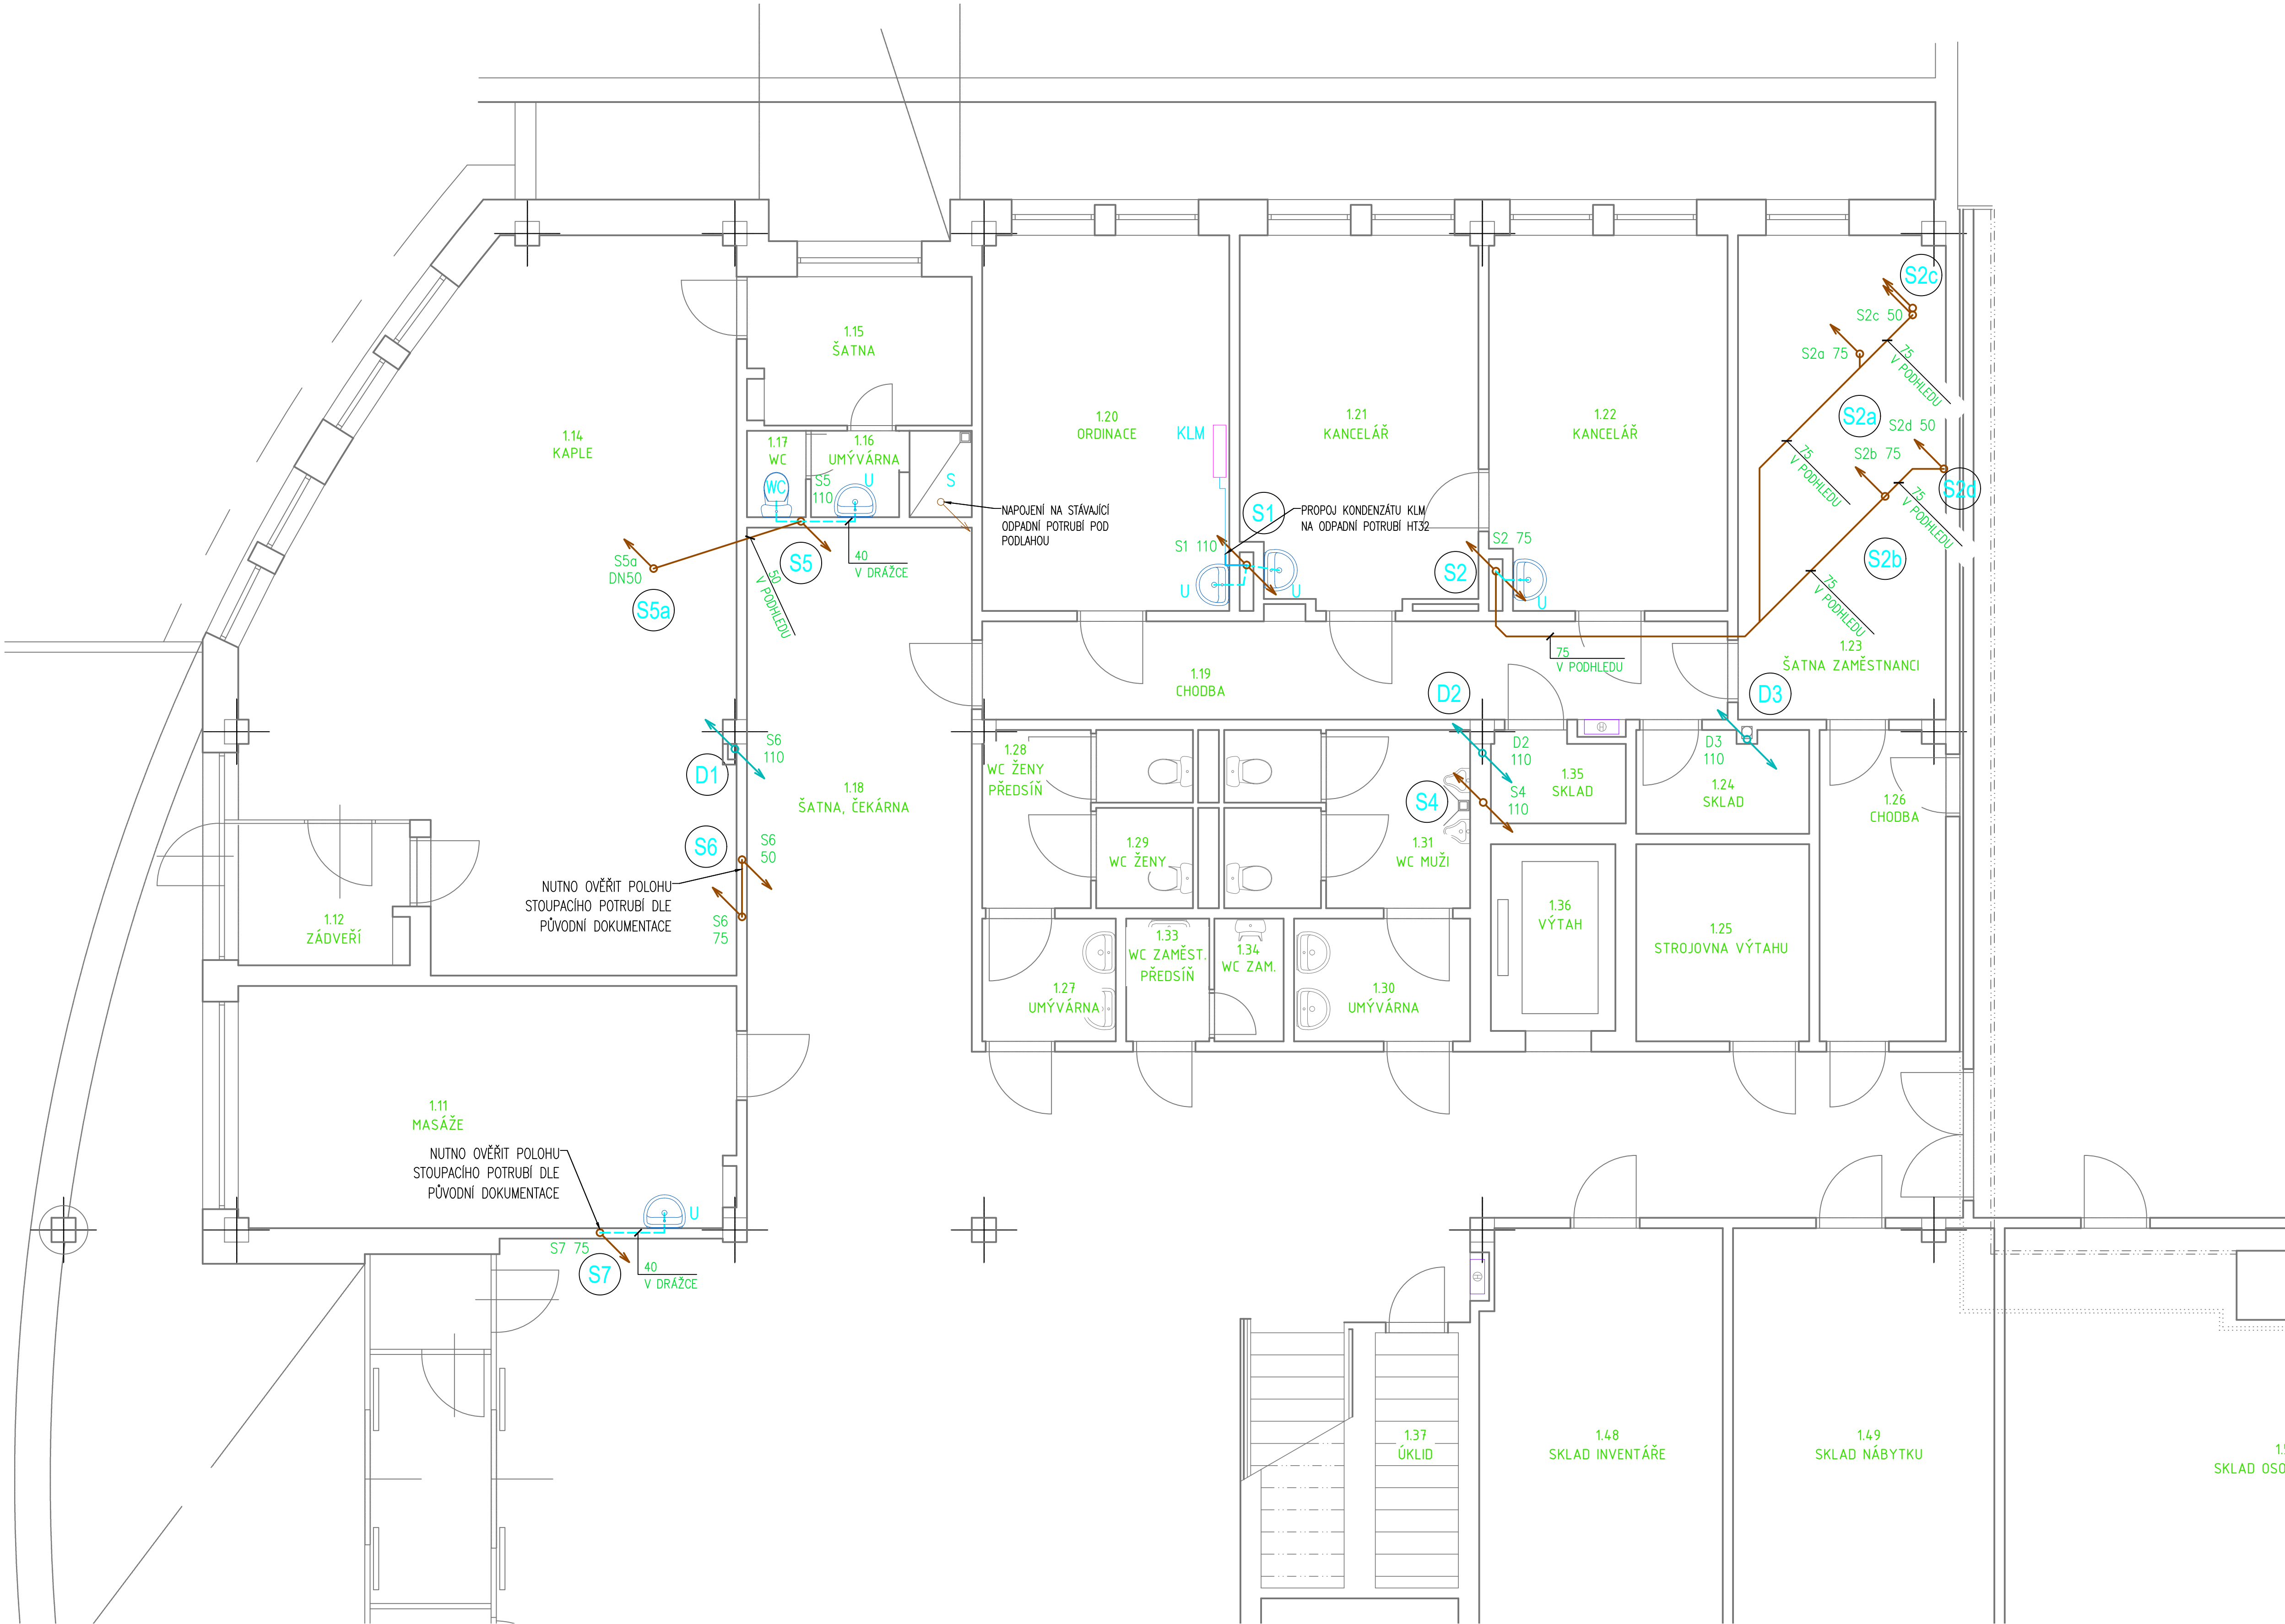 S2c
S2c 50
75
V PODHLEDU
S2a 75
S2a
S2d 50
S2b 75
S2d
75
V PODHLEDU
75
V PODHLEDU
S2b
75
V PODHLEDU
1.23
ŠATNA ZAMĚSTNANCI
1.15
ŠATNA
1.14
KAPLE
1.17
WC
WC
1.16
UMÝVÁRNA
S5
110
U
S
NAPOJENÍ NA STÁVAJÍCÍ
ODPADNÍ POTRUBÍ POD
PODLAHOU
1.20
ORDINACE
KLM
1.21
KANCELÁŘ
1.22
KANCELÁŘ
S1
PROPOJ KONDENZÁTU KLM
NA ODPADNÍ POTRUBÍ HT32
S1 110
U
U
S2 75
S2
U
S5a
DN50
S5a
S5
50
V PODHLEDU
40
V DRÁŽCE
75
V PODHLEDU
1.19
CHODBA
D2
D3
S6
110
D1
1.18
ŠATNA, ČEKÁRNA
1.28
WC ŽENY
PŘEDSÍŇ
D2
110
S4
S4
110
1.35
SKLAD
D3
110
1.24
SKLAD
1.26
CHODBA
S6
S6
50
NUTNO OVĚŘIT POLOHU
STOUPACÍHO POTRUBÍ DLE
PŮVODNÍ DOKUMENTACE
S6
75
1.29
WC ŽENY
1.31
WC MUŽI
1.12
ZÁDVEŘÍ
1.36
VÝTAH
1.25
STROJOVNA VÝTAHU
1.33
WC ZAMĚST.
PŘEDSÍŇ
1.34
WC ZAM.
1.27
UMÝVÁRNA
1.30
UMÝVÁRNA
1.11
MASÁŽE
NUTNO OVĚŘIT POLOHU
STOUPACÍHO POTRUBÍ DLE
PŮVODNÍ DOKUMENTACE
U
S7 75
S7
40
V DRÁŽCE
1.37
ÚKLID
1.48
SKLAD INVENTÁŘE
1.49
SKLAD NÁBYTKU
SKLAD